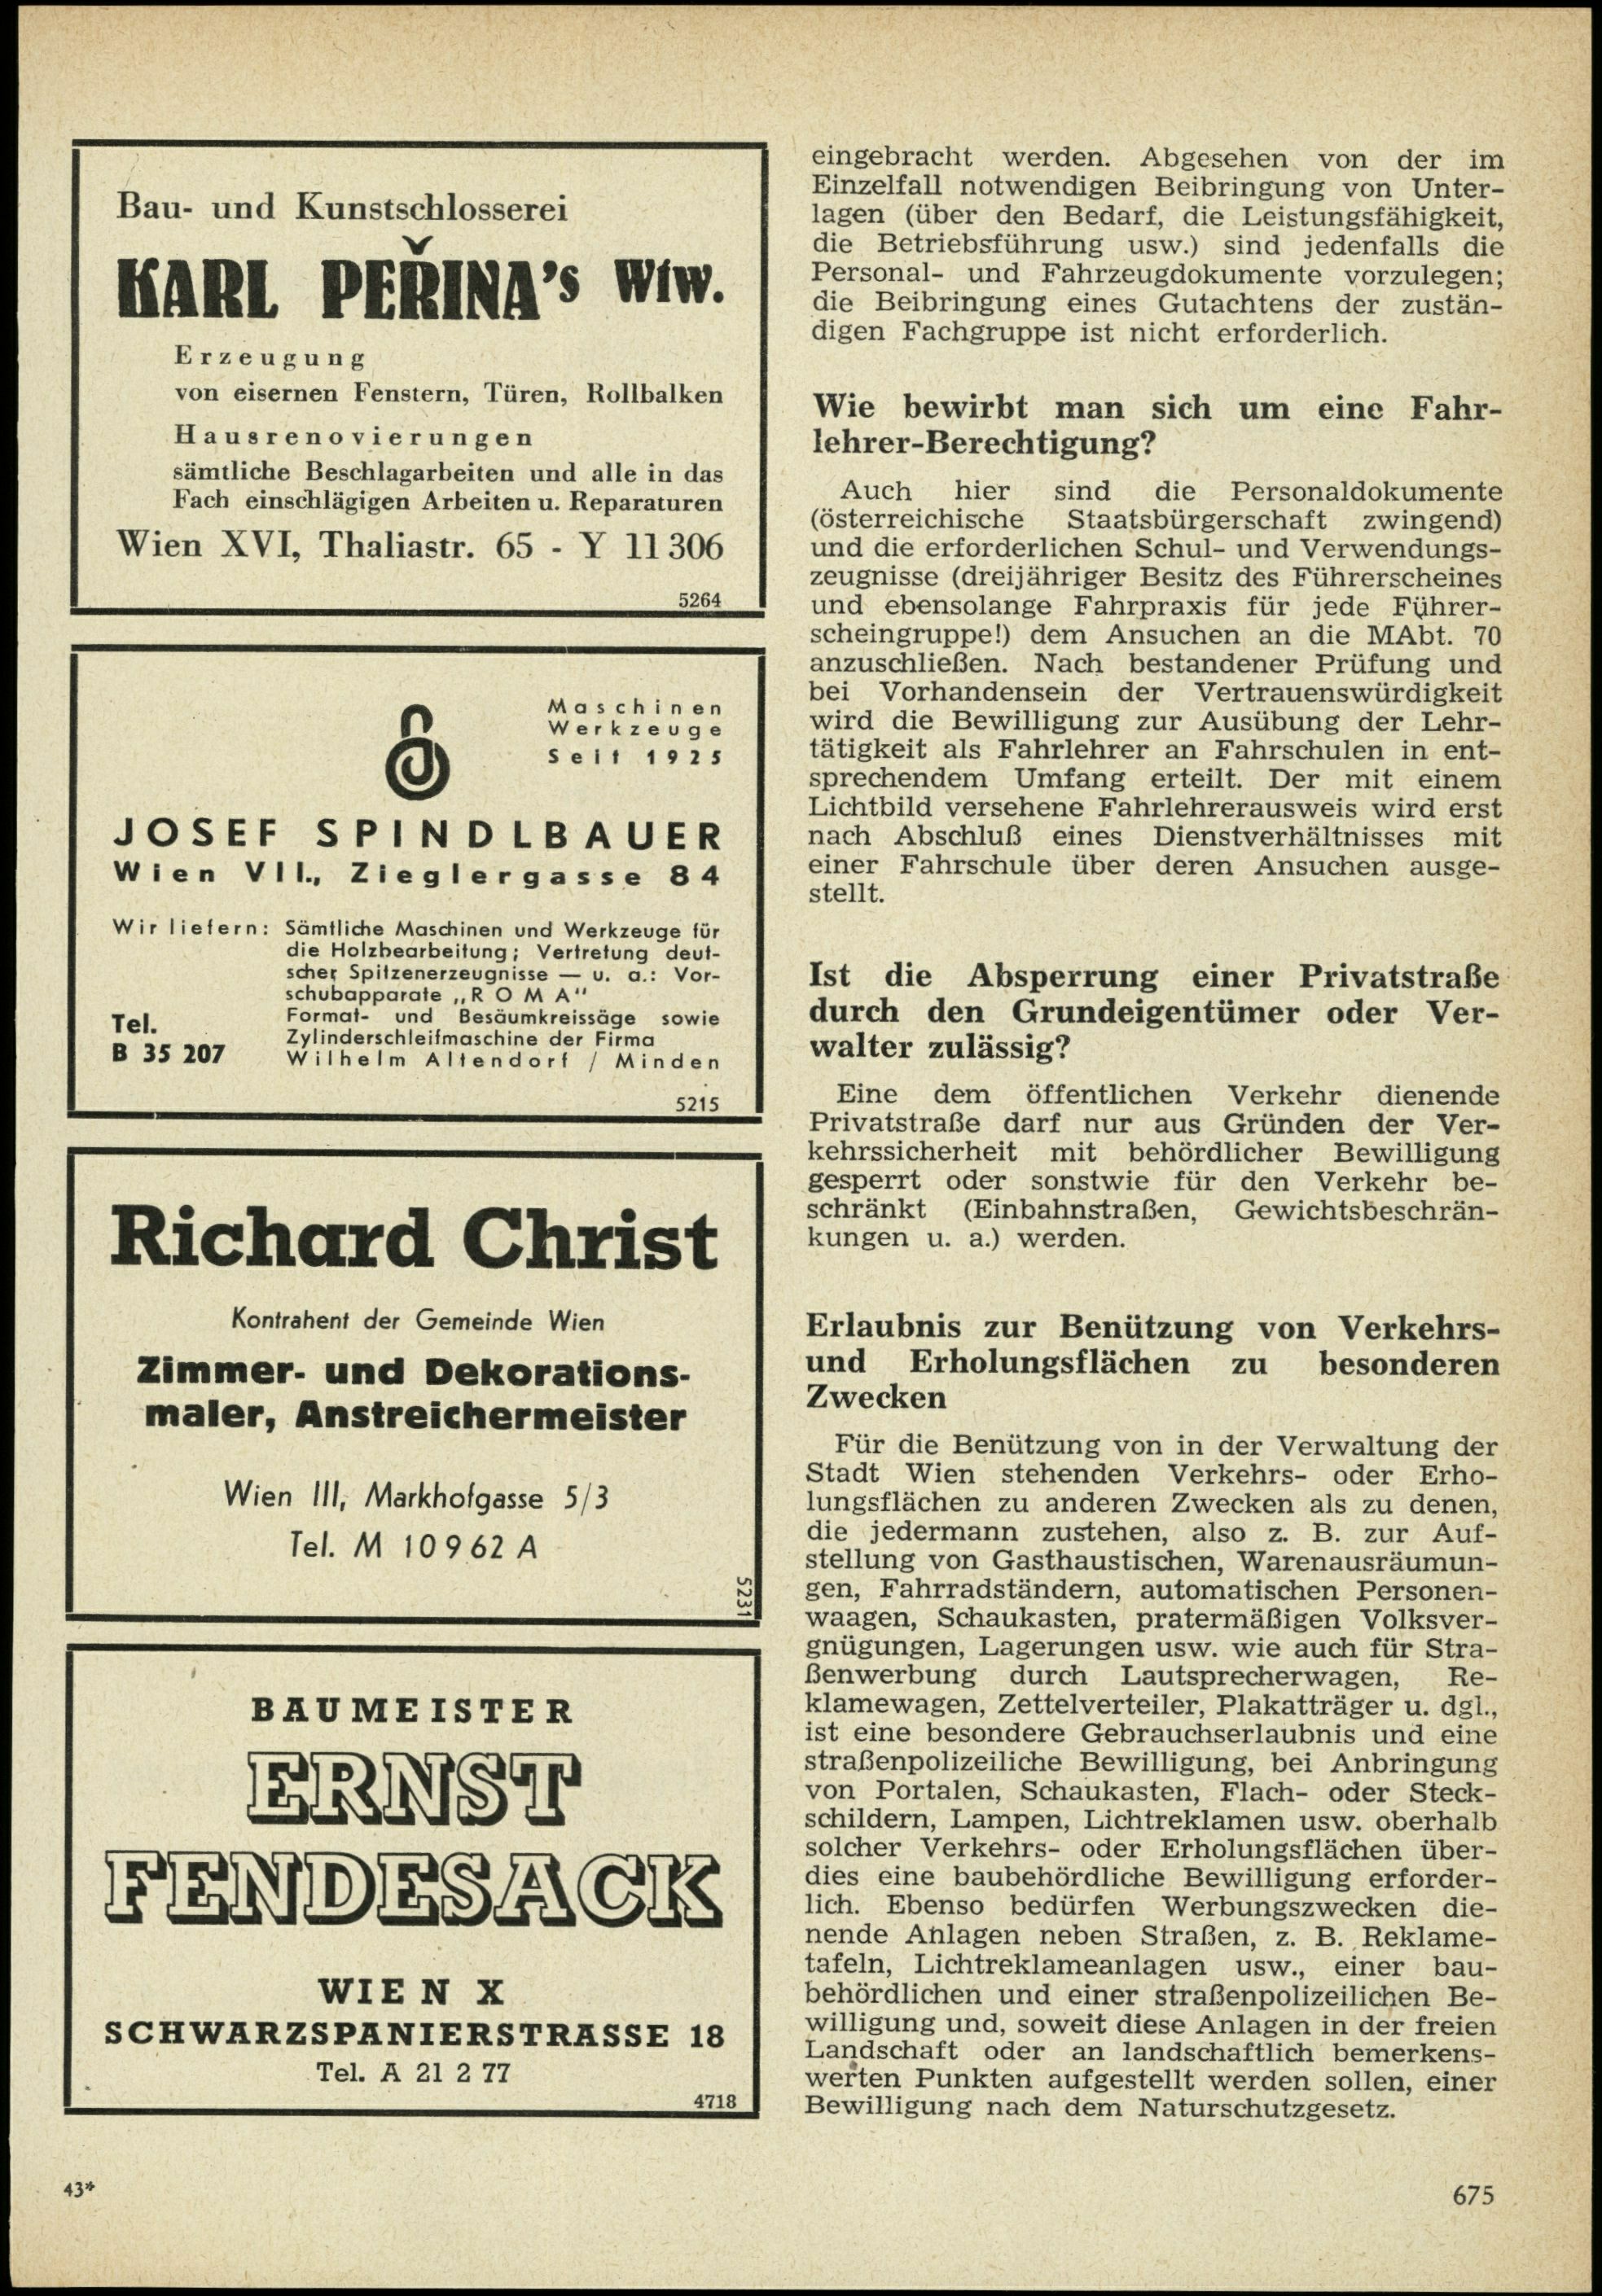 Bau- und Kunstschlosserei
KARL PEŘINA's Wtw.
Erzeugung
von eisernen Fenstern, Türen, Rollbalken
Hausrenovierungen
sämtliche Beschlagarbeiten und alle in das
Fach einschlägigen Arbeiten u. Reparaturen
Wien XVI, Thaliastr. 65 - Y 11 306
5264
Maschinen
Werkzeuge
Seit 1925
JOSEF SPINDLBAUER
Wien VII., Zieglergasse 84
Wir liefern: Sämtliche Maschinen und Werkzeuge für
die Holzbearbeitung; Vertretung deut-
scher Spitzenerzeugnisse — u. a.: Vor-
schubapparate „ROMA"
Format- und Besäumkreissäge sowie
Zylinderschleifmaschine der Firma
Wilhelm Altendorf / Minden
Tel.
B 35 207
5215
Richard Christ
Kontrahent der Gemeinde Wien
Zimmer- und Dekorations-
maler, Anstreichermeister
Wien III, Markhofgasse 5/3
Tel. M 10 9 62 A
5231
BAUMEISTER
ERNST
FENDESACK
WIEN X
SCHWARZSPANIERSTRASSE 18
Tel. A 21 2 77
4718
eingebracht werden. Abgesehen von der im
Einzelfall notwendigen Beibringung von Unter-
lagen (über den Bedarf, die Leistungsfähigkeit,
die Betriebsführung usw.) sind jedenfalls die
Personal- und Fahrzeugdokumente vorzulegen;
die Beibringung eines Gutachtens der zustän-
digen Fachgruppe ist nicht erforderlich.
Wie bewirbt man sich um eine Fahr-
lehrer-Berechtigung?
Auch hier sind die Personaldokumente
(österreichische Staatsbürgerschaft zwingend)
und die erforderlichen Schul- und Verwendungs-
zeugnisse (dreijähriger Besitz des Führerscheines
und ebensolange Fahrpraxis für jede Führer-
scheingruppe!) dem Ansuchen an die MAbt. 70
anzuschließen. Nach bestandener Prüfung und
bei Vorhandensein der Vertrauenswürdigkeit
wird die Bewilligung zur Ausübung der Lehr-
tätigkeit als Fahrlehrer an Fahrschulen in ent-
sprechendem Umfang erteilt. Der mit einem
Lichtbild versehene Fahrlehrerausweis wird erst
nach Abschluß eines Dienstverhältnisses mit
einer Fahrschule über deren Ansuchen ausge-
stellt.
Ist die Absperrung einer Privatstraße
durch den Grundeigentümer oder Ver-
walter zulässig?
Eine dem öffentlichen Verkehr dienende
Privatstraße darf nur aus Gründen der Ver-
kehrssicherheit mit behördlicher Bewilligung
gesperrt oder sonstwie für den Verkehr be-
schränkt (Einbahnstraßen, Gewichtsbeschrän-
kungen u. a.) werden.
Erlaubnis zur Benützung von Verkehrs-
und Erholungsflächen zu besonderen
Zwecken
Für die Benützung von in der Verwaltung der
Stadt Wien stehenden Verkehrs- oder Erho-
lungsflächen zu anderen Zwecken als zu denen,
die jedermann zustehen, also z. B. zur Auf-
stellung von Gasthaustischen, Warenausräumun-
gen, Fahrradständern, automatischen Personen-
waagen, Schaukasten, pratermäßigen Volksver-
gnügungen, Lagerungen usw. wie auch für Stra-
ßenwerbung durch Lautsprecherwagen, Re-
klamewagen, Zettelverteiler, Plakatträger u. dgl.,
ist eine besondere Gebrauchserlaubnis und eine
straßenpolizeiliche Bewilligung, bei Anbringung
von Portalen, Schaukasten, Flach- oder Steck-
schildern, Lampen, Lichtreklamen usw. oberhalb
solcher Verkehrs- oder Erholungsflächen über-
dies eine baubehördliche Bewilligung erforder-
lich. Ebenso bedürfen Werbungszwecken die-
nende Anlagen neben Straßen, z. B. Reklame-
tafeln, Lichtreklameanlagen usw., einer bau-
behördlichen und einer straßenpolizeilichen Be-
willigung und, soweit diese Anlagen in der freien
Landschaft oder an landschaftlich bemerkens-
werten Punkten aufgestellt werden sollen, einer
Bewilligung nach dem Naturschutzgesetz.
43*
675